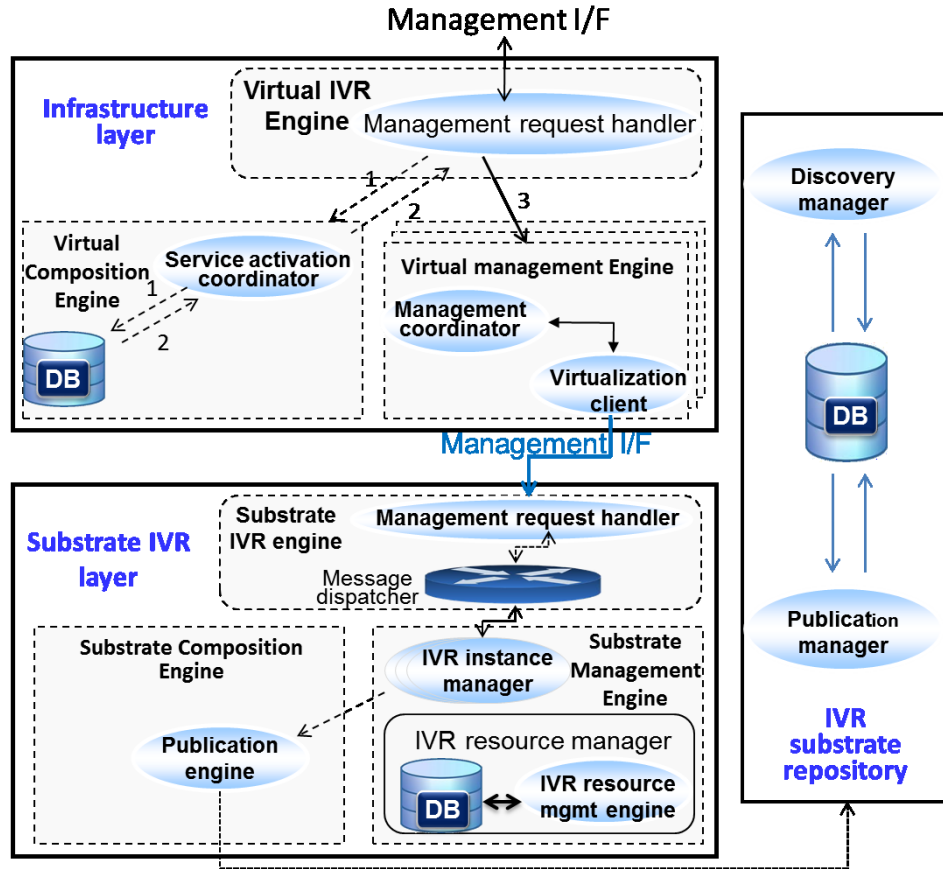 Management I/F
Infrastructure
layer
Virtual IVR
Engine
Management request handler
1
2
3
Virtual
Composition
Engine
Service activation
coordinator
1
2
DB
Virtual management Engine
Management
coordinator
Virtualization
client
Management I/F
Substrate IVR
layer
Substrate
IVR engine
Management request handler
Message
dispatcher
Substrate Composition
Engine
Publication
engine
IVR instance
manager
Substrate
Management
Engine
IVR resource manager
DB
IVR resource
mgmt engine
Discovery
manager
DB
Publication
manager
IVR
substrate
repository